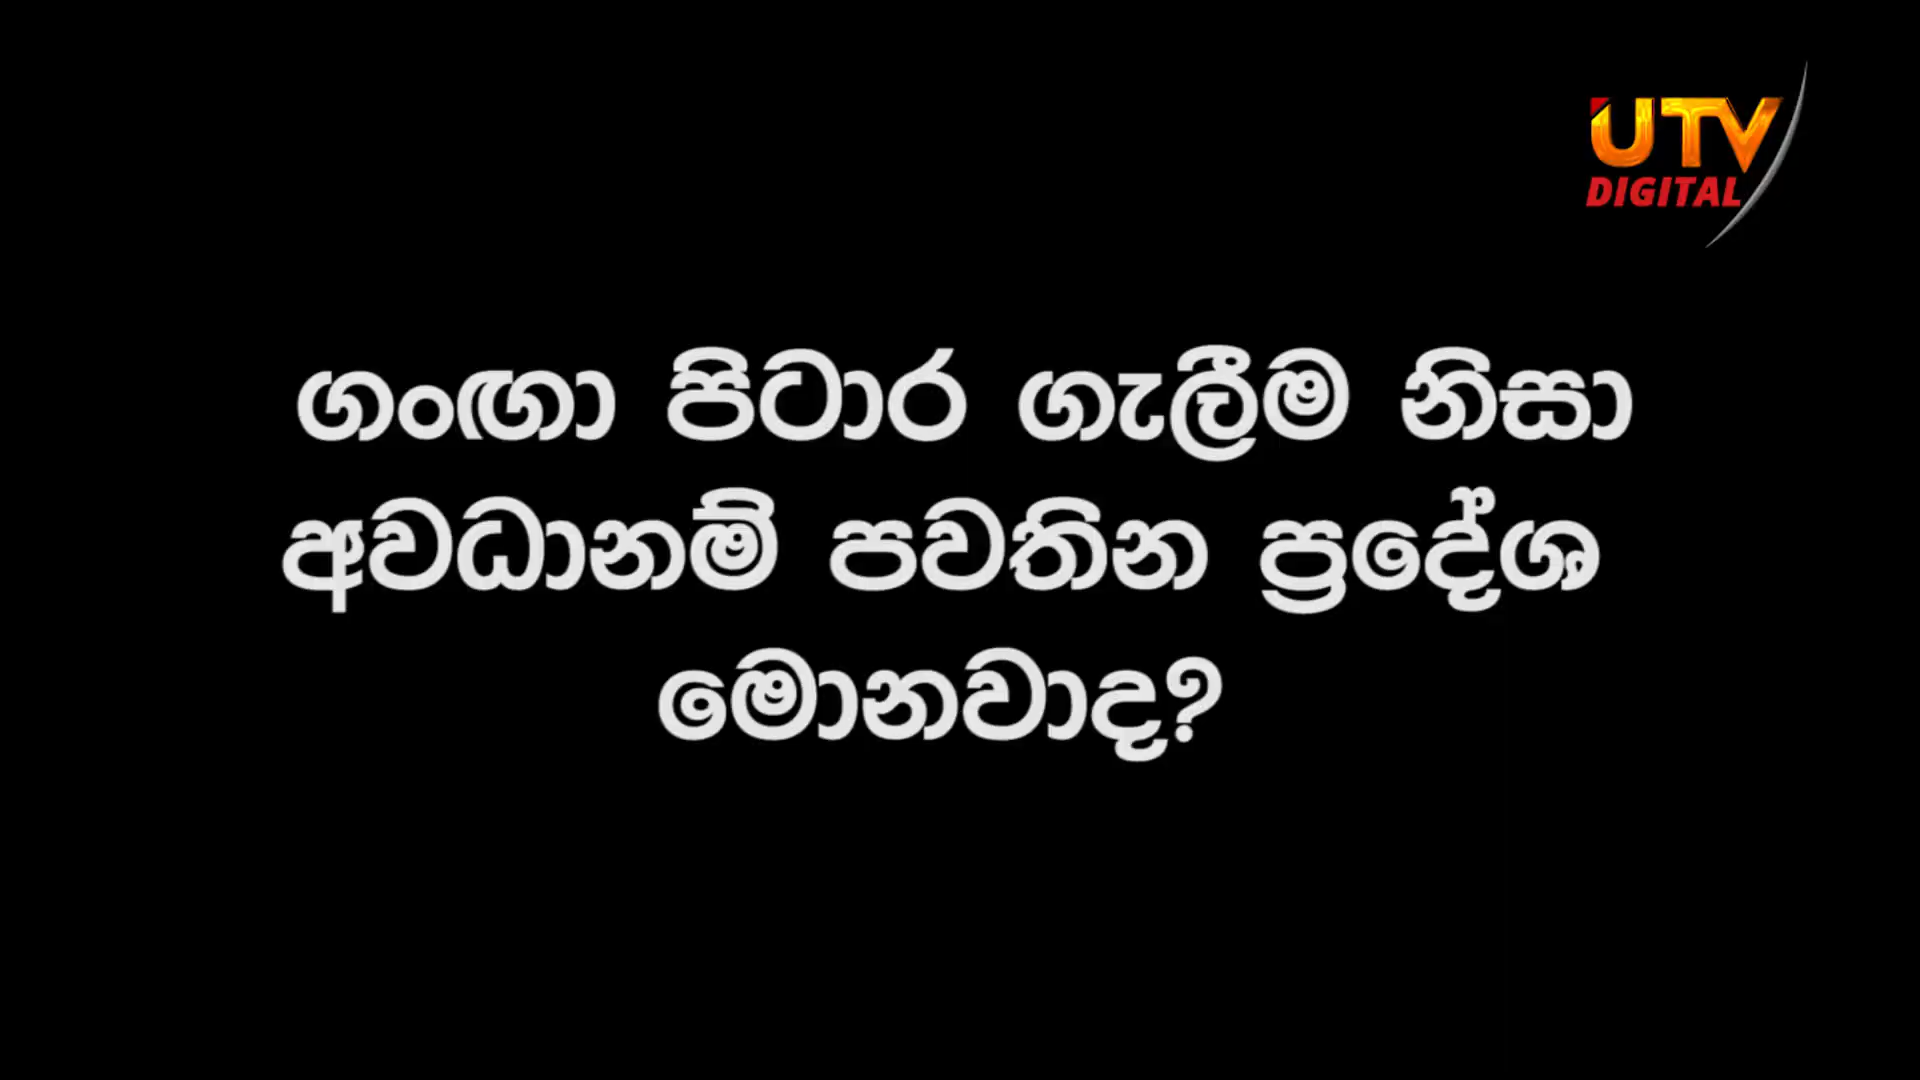 UTV
DIGITAL
ගංඟා පිටාර ගැලීම නිසා
අවධානම් පවතින ප්‍රදේශ
මොනවාද?